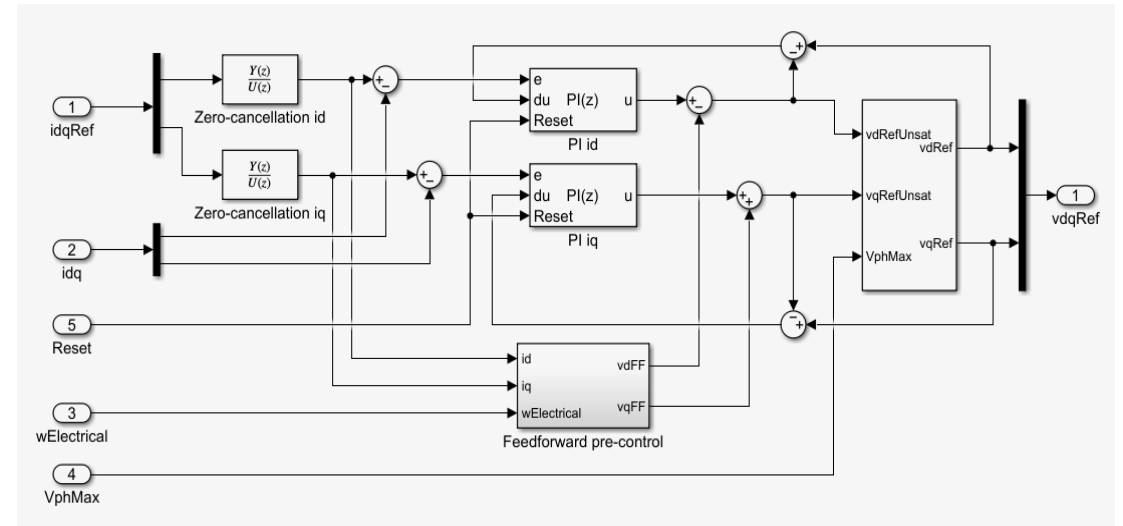 1
idqRef
Y(z)
U(z)
Zero-cancellation id
+
−
e
du
Reset
PI(z)
u
PI id
+
−
−
+
Y(z)
U(z)
Zero-cancellation iq
+
−
e
du
Reset
PI(z)
u
PI iq
+
+
vdRefUnsat
vdRef
vqRefUnsat
vqRef
VphMax
1
vdqRef
2
idq
5
Reset
−
+
id
iq
wElectrical
vdFF
vqFF
Feedforward pre-control
3
wElectrical
4
VphMax